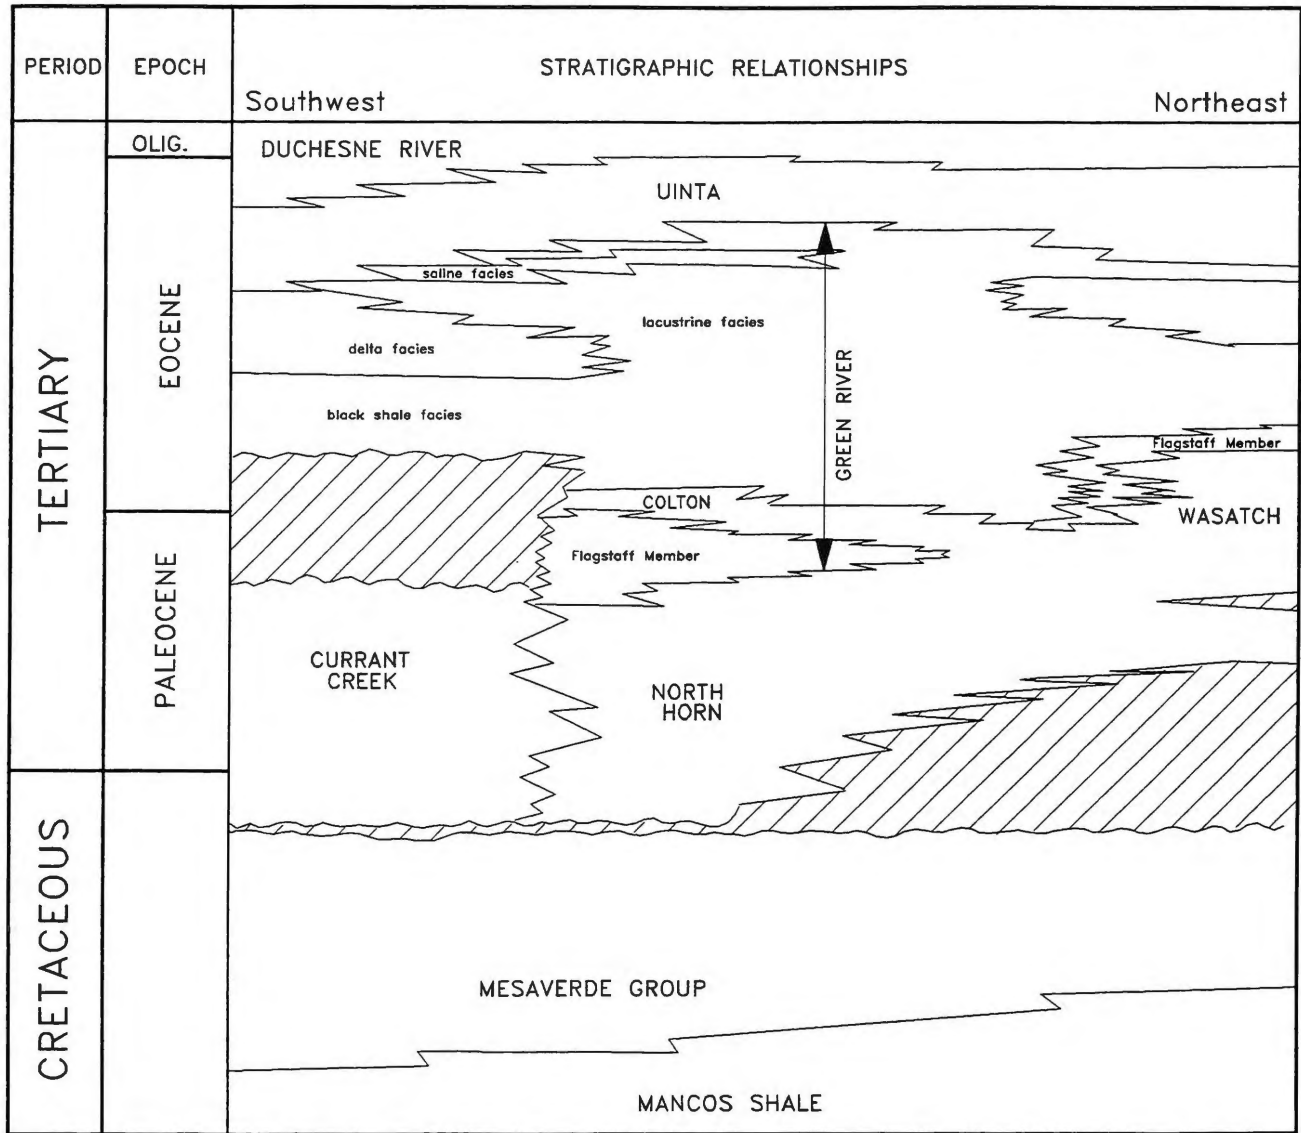 PERIOD
EPOCH
STRATIGRAPHIC RELATIONSHIPS
Southwest
Northeast
TERTIARY
CRETACEOUS
OLIG.
EOCENE
PALEOCENE
DUCHESNE RIVER
UINTA
saline facies
lacustrine facies
delta facies
black shale facies
GREEN RIVER
Flagstaff Member
COLTON
WASATCH
Flagstaff Member
CURRANT
CREEK
NORTH
HORN
MESAVERDE GROUP
MANCOS SHALE